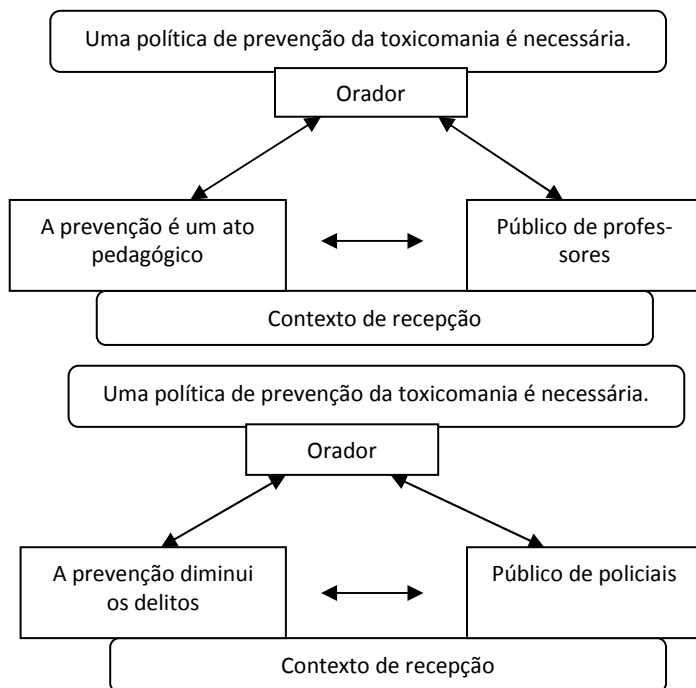 Uma política de prevenção da toxicomania é necessária.
Orador
A prevenção é um ato
pedagógico
Público de profes-
sores
Contexto de recepção
Uma política de prevenção da toxicomania é necessária.
Orador
A prevenção diminui
os delitos
Público de policiais
Contexto de recepção